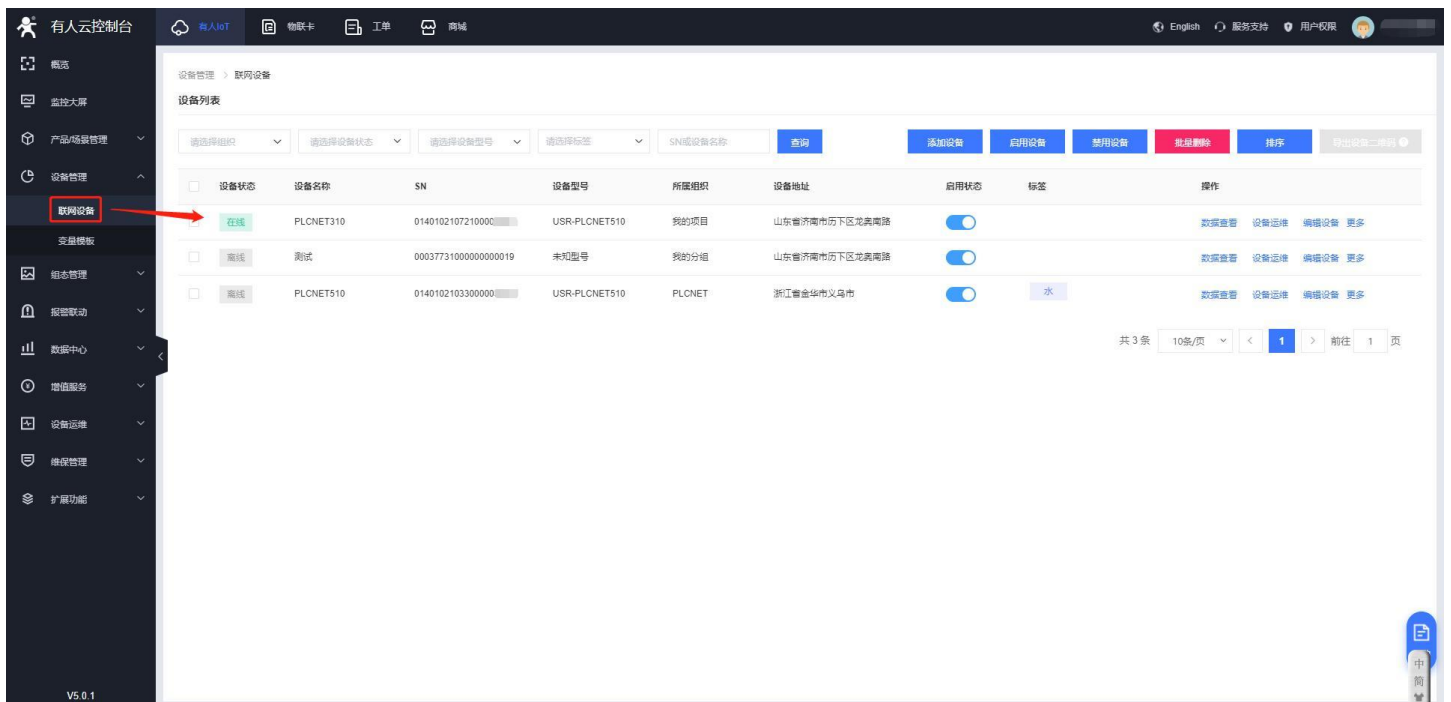 有人云控制台 有人IoT 物联卡 工单 商城 English 服务支持 用户权限
概览
监控大屏
产品/场景管理
设备管理
联网设备
变量模板
组态管理
报警联动
数据中心
增值服务
设备运维
维保管理
扩展功能
V5.0.1
设备管理 > 联网设备
设备列表
请选择组织 请选择设备状态 请选择设备型号 请选择标签 SN或设备名称 查询 添加设备 启用设备 禁用设备 批量删除 排序 导出设备二维码
设备状态 设备名称 SN 设备型号 所属组织 设备地址 启用状态 标签 操作
在线 PLCNET310 0140102107210000 USR-PLCNET510 我的项目 山东省济南市历下区龙奥南路 数据查看 设备运维 编辑设备 更多
离线 测试 00037731000000000019 未知型号 我的分组 山东省济南市历下区龙奥南路 数据查看 设备运维 编辑设备 更多
离线 PLCNET510 0140102103300000 USR-PLCNET510 PLCNET 浙江省金华市义乌市 水 数据查看 设备运维 编辑设备 更多
共 3 条 10条/页 < 1 > 前往 1 页
中
简